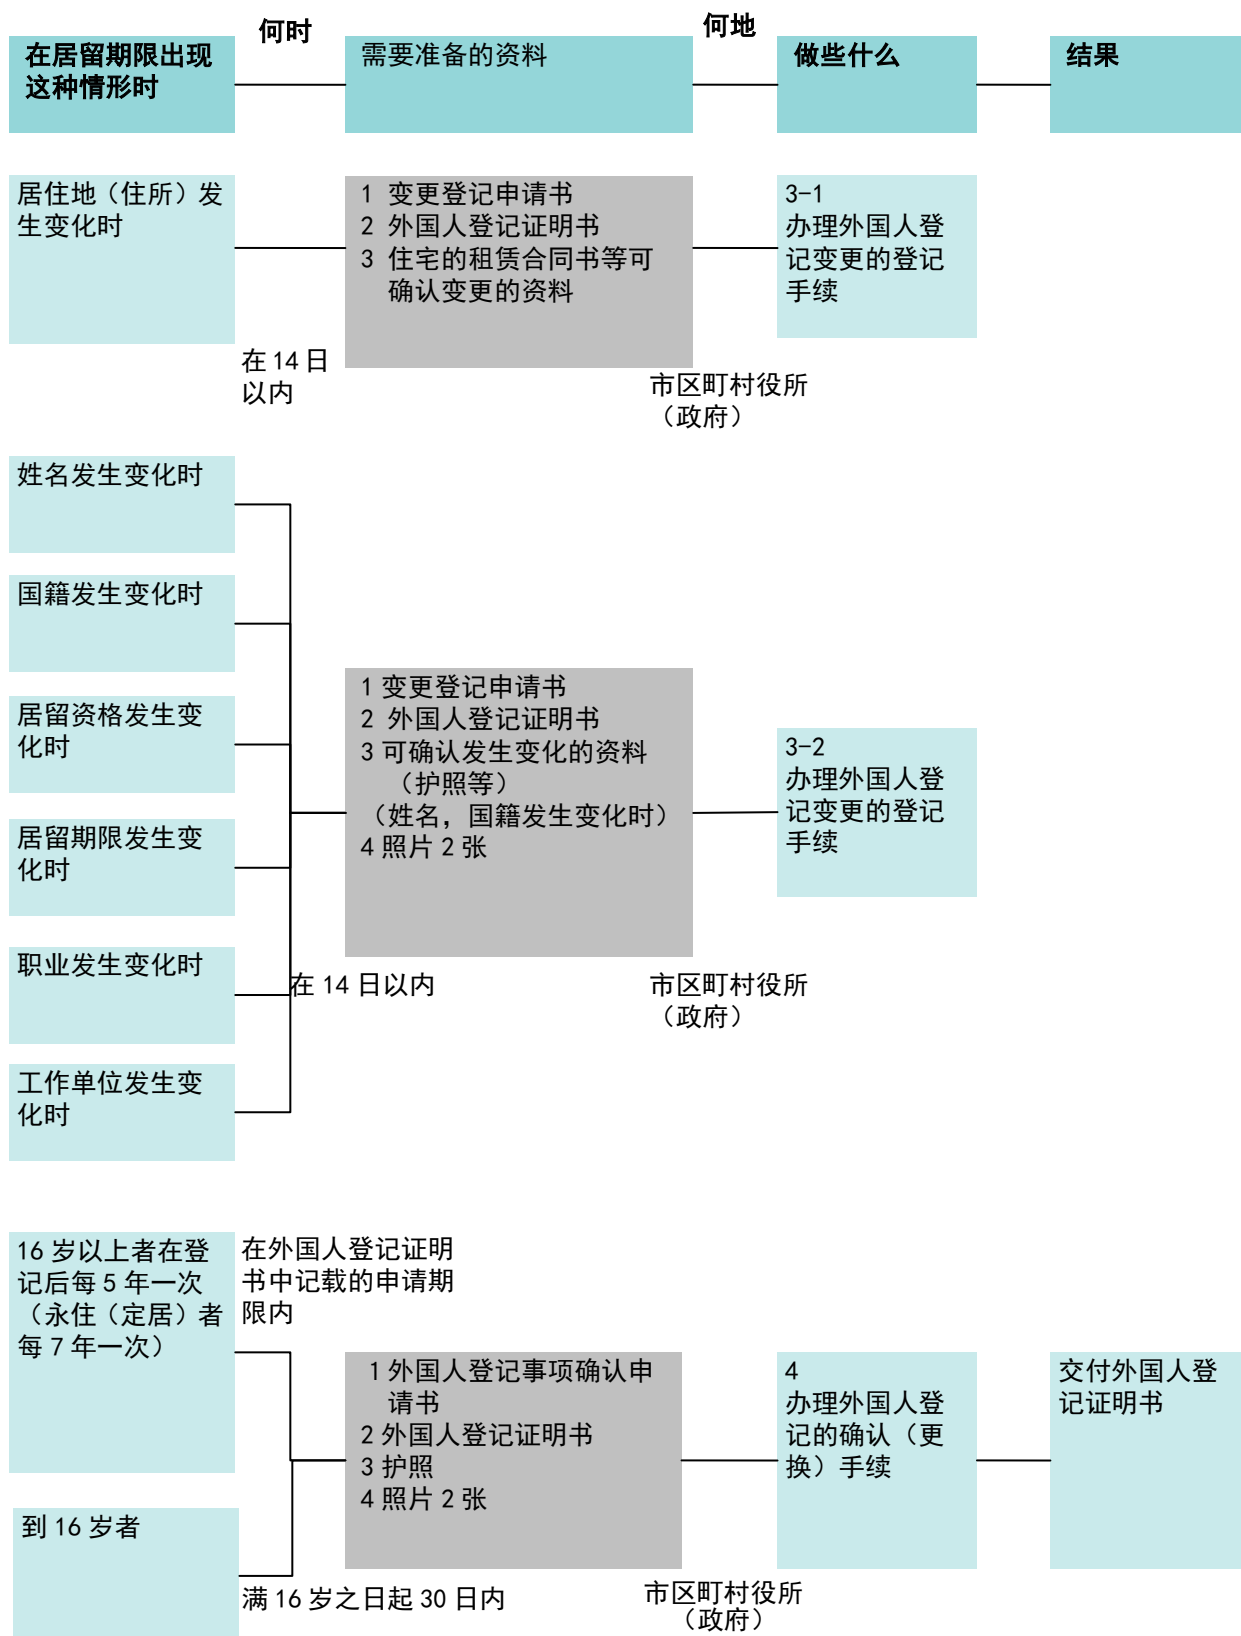 何时
何地
在居留期限出现
这种情形时
需要准备的资料
做些什么
结果
居住地（住所）发
生变化时
1 变更登记申请书
2 外国人登记证明书
3 住宅的租赁合同书等可
确认变更的资料
3-1
办理外国人登
记变更的登记
手续
在 14 日
以内
市区町村役所
（政府）
姓名发生变化时
国籍发生变化时
居留资格发生变
化时
居留期限发生变
化时
职业发生变化时
工作单位发生变
化时
1 变更登记申请书
2 外国人登记证明书
3 可确认发生变化的资料
（护照等）
（姓名，国籍发生变化时）
4 照片 2 张
3-2
办理外国人登
记变更的登记
手续
在 14 日以内
市区町村役所
（政府）
16 岁以上者在登
记后每 5 年一次
（永住（定居）者
每 7 年一次）
在外国人登记证明
书中记载的申请期
限内
1 外国人登记事项确认申
请书
2 外国人登记证明书
3 护照
4 照片 2 张
4
办理外国人登
记的确认（更
换）手续
交付外国人登
记证明书
到 16 岁者
满 16 岁之日起 30 日内
市区町村役所
（政府）